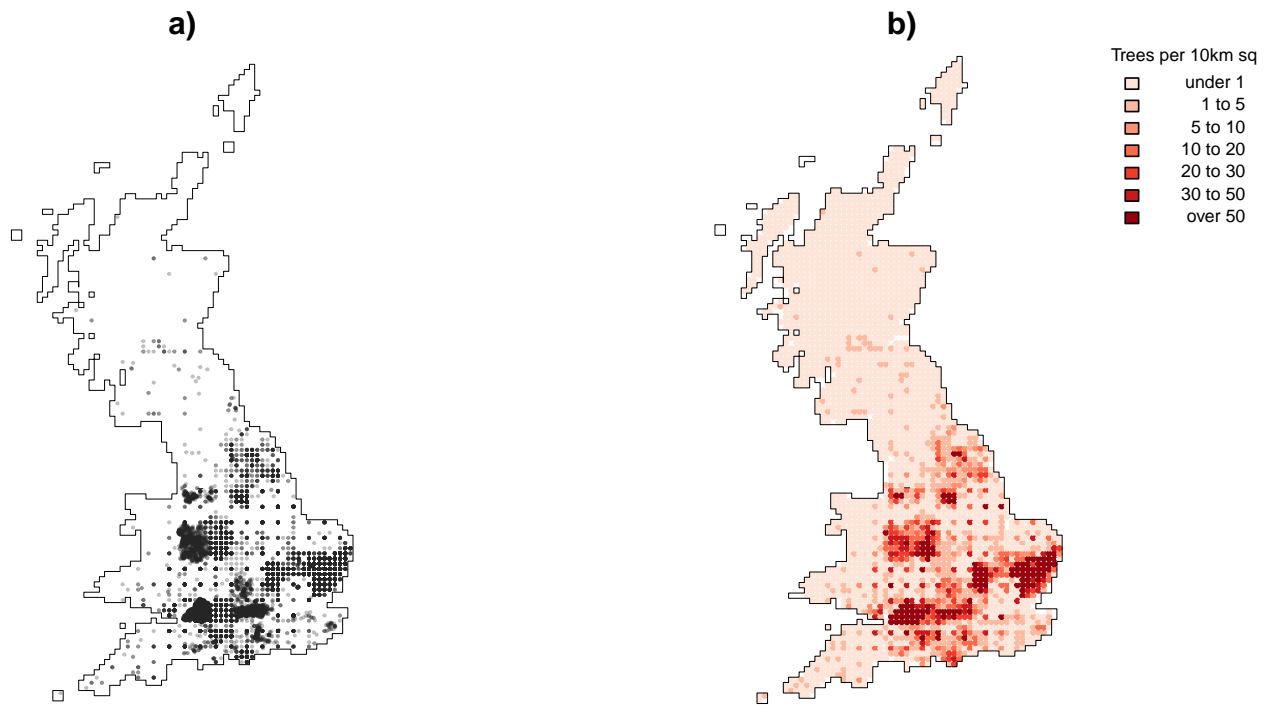 a)
b)
Trees per 10km sq
under 1
1 to 5
5 to 10
10 to 20
20 to 30
30 to 50
over 50